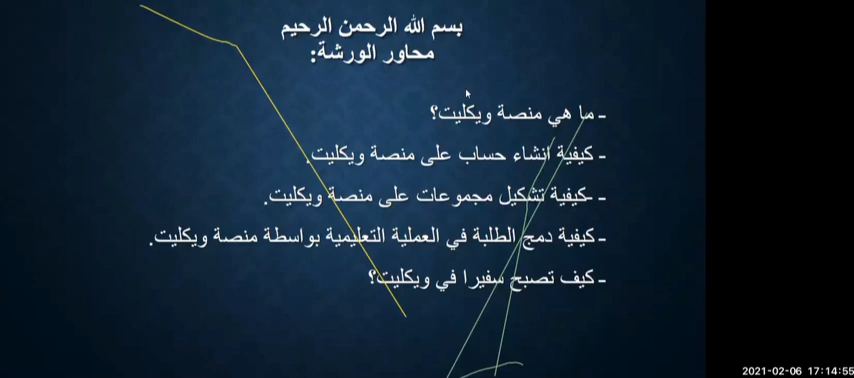 بسم الله الرحمن الرحيم
محاور الورشة:
- ما هي منصة ويكليت؟
- كيفية انشاء حساب على منصة ويكليت.
- -كيفية تشكيل مجموعات على منصة ويكليت.
- كيفية دمج الطلبة في العملية التعليمية بواسطة منصة ويكليت.
- كيف تصبح سفيرا في ويكليت؟
2021-02-06 17:14:55